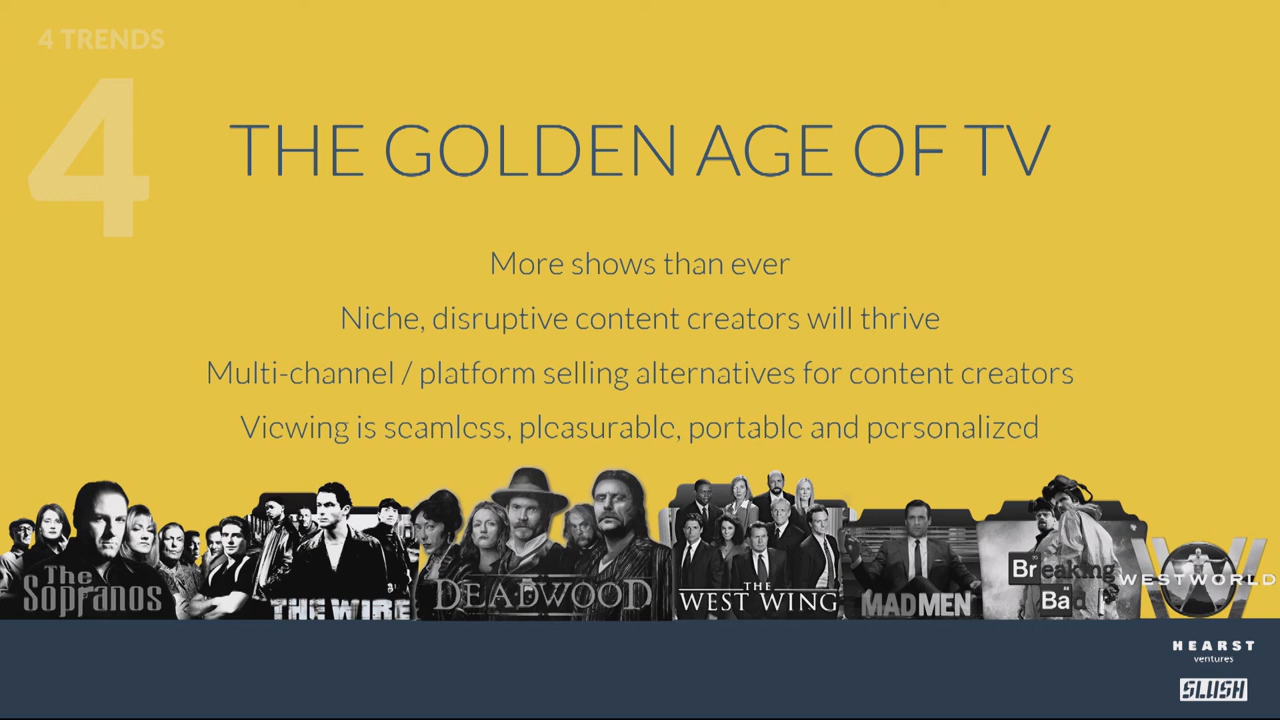 4 TRENDS
4
THE GOLDEN AGE OF TV
More shows than ever
Niche, disruptive content creators will thrive
Multi-channel / platform selling alternatives for content creators
Viewing is seamless, pleasurable, portable and personalized
The
Sopranos
THE WIRE
DEADWOOD
THE
WEST WING
MADMEN
Breaking
Bad
WESTWORLD
HEARST
ventures
SLUSH